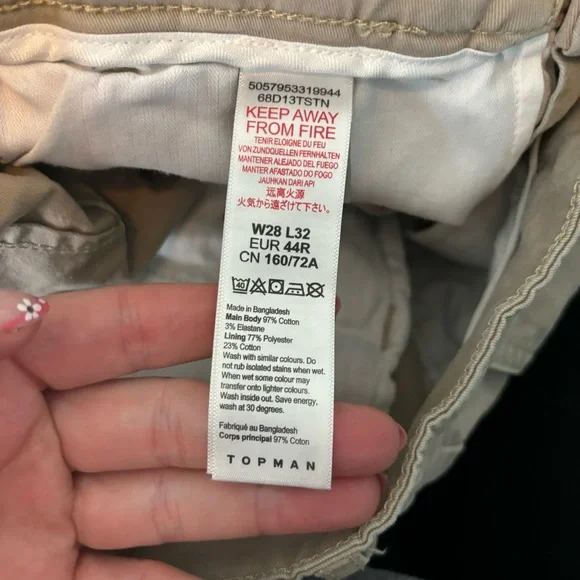 5057953319944
68D13TSTN
KEEP AWAY
FROM FIRE
TENIR ELOIGNE DU FEU
VON ZUNDQUELLEN FERNHALTEN
MANTENER ALEJADO DEL FUEGO
MANTER AFASTADO DO FOGO
JAUHKAN DARI API
远离火源
火気から遠ざけて下さい。
W28 L32
EUR 44R
CN 160/72A
40
Made in Bangladesh
Main Body 97% Cotton
3% Elastane
Lining 77% Polyester
23% Cotton
Wash with similar colours. Do
not rub isolated stains when wet.
When wet some colour may
transfer onto lighter colours.
Wash inside out. Save energy,
wash at 30 degrees.
Fabriqué au Bangladesh
Corps principal 97% Cotton
TOPMAN